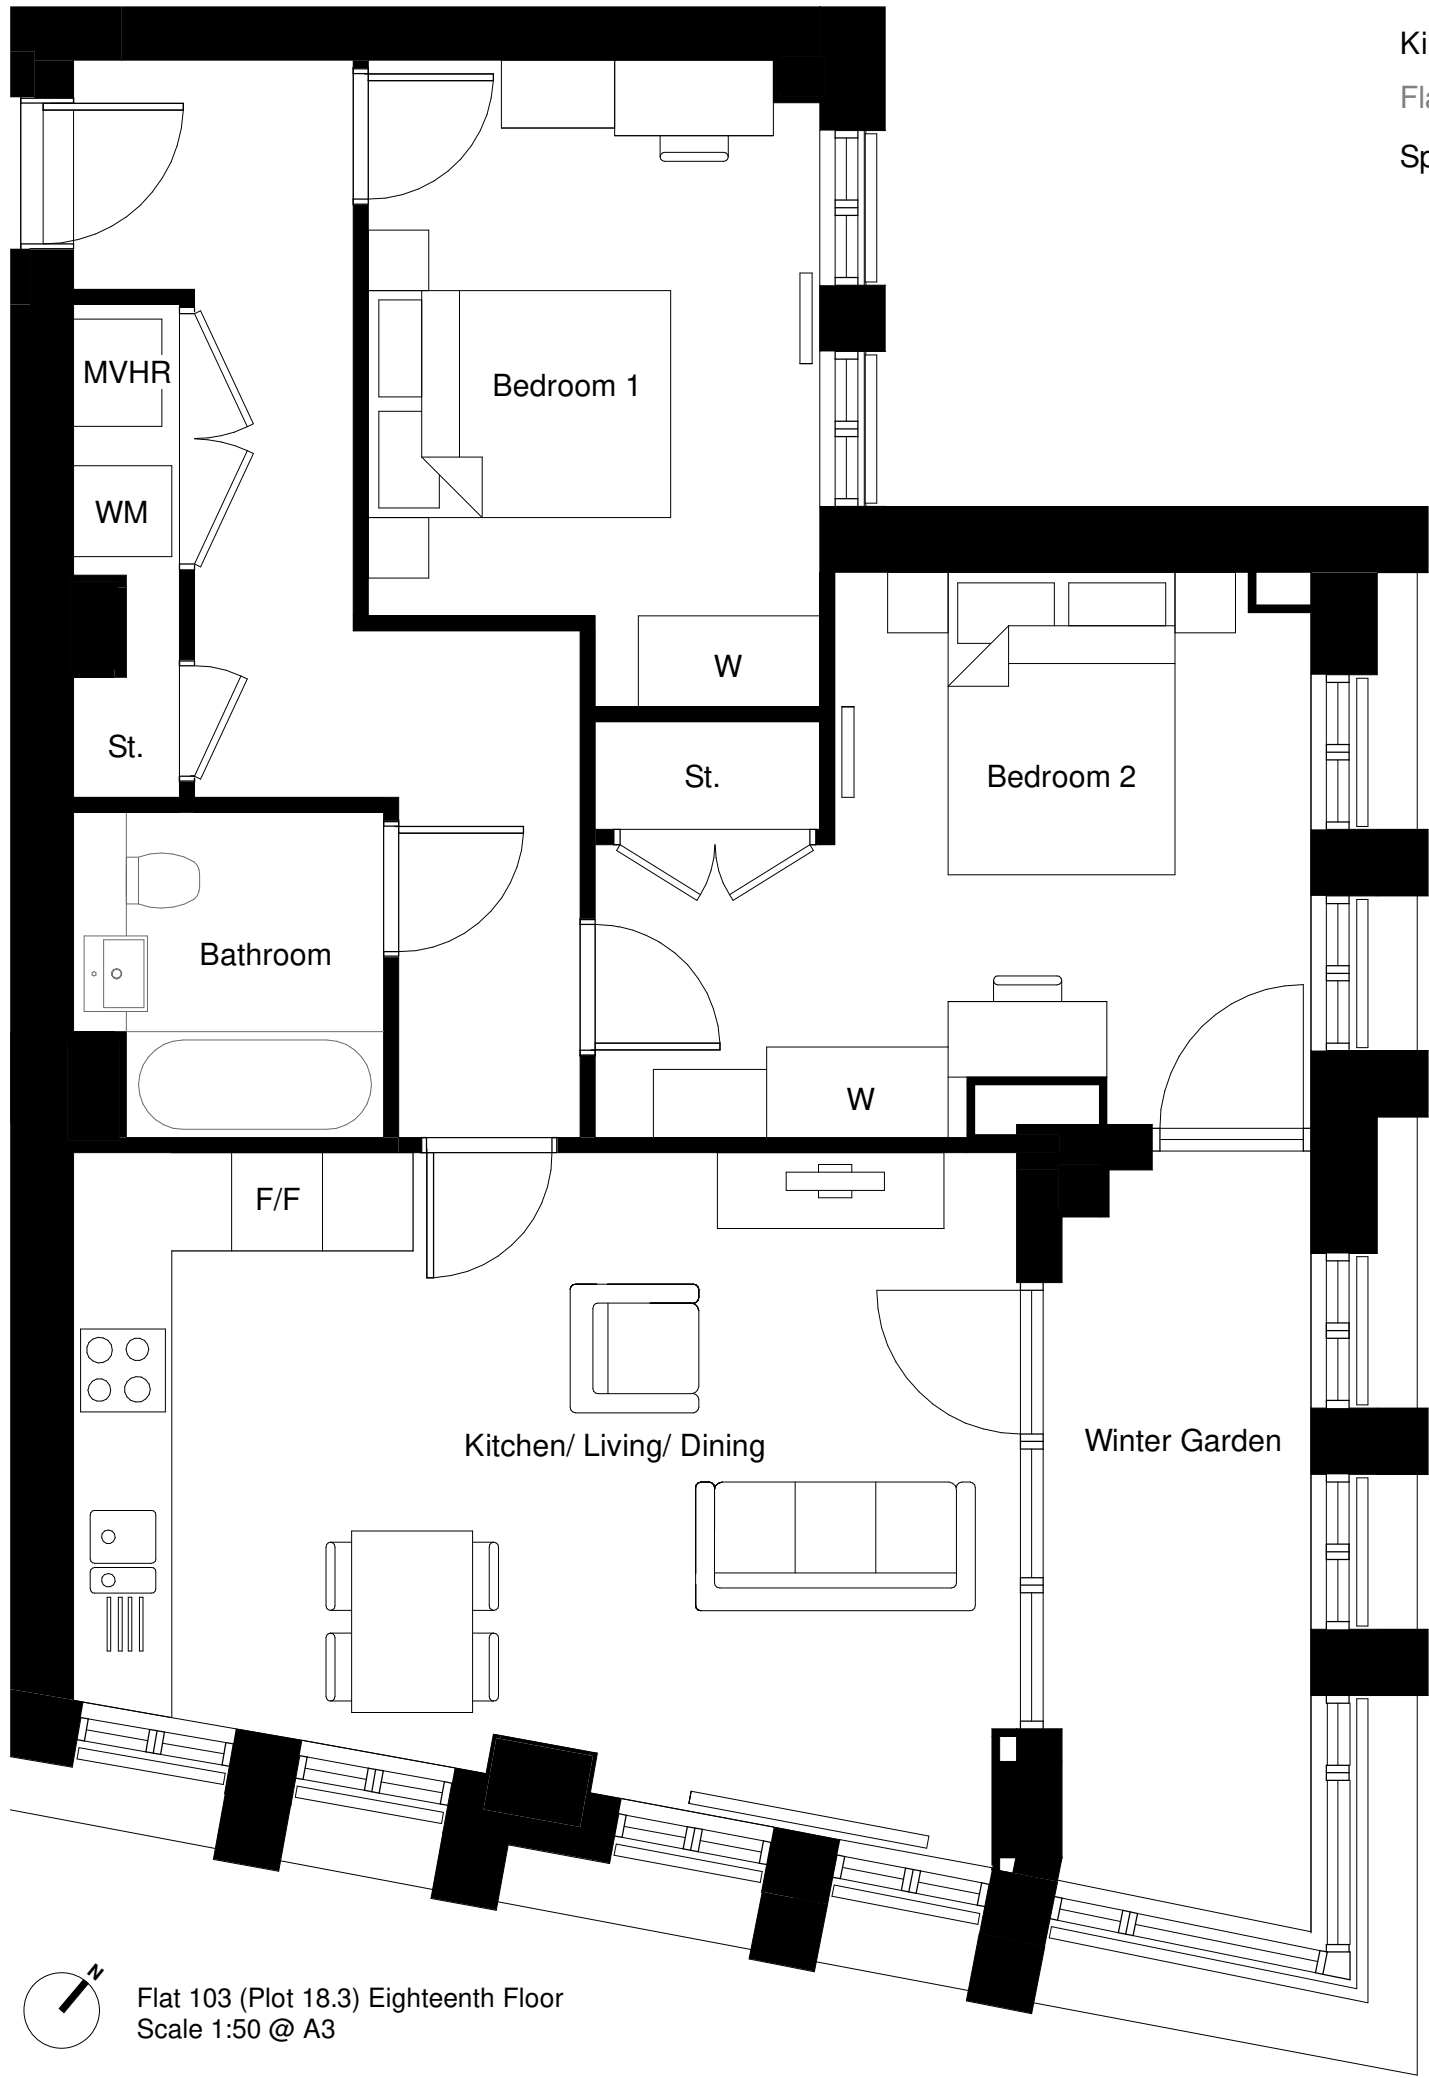 Ki
Fla
Sp
MVHR
Bedroom 1
WM
W
St.
St.
Bedroom 2
Bathroom
W
F/F
Kitchen/ Living/ Dining
Winter Garden
N
Flat 103 (Plot 18.3) Eighteenth Floor
Scale 1:50 @ A3